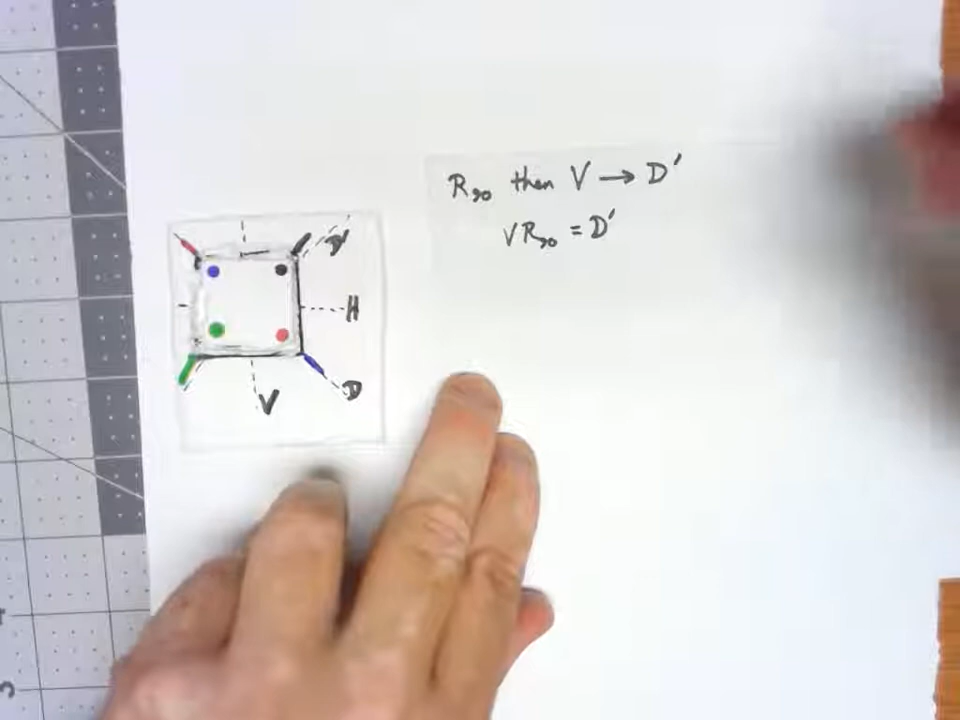 R₉₀ then V → D'
VR₉₀ = D'
D'
H
D
V